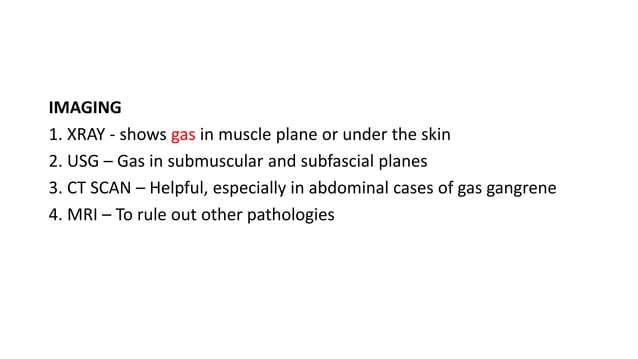 IMAGING
1. XRAY - shows gas in muscle plane or under the skin
2. USG – Gas in submuscular and subfascial planes
3. CT SCAN – Helpful, especially in abdominal cases of gas gangrene
4. MRI – To rule out other pathologies